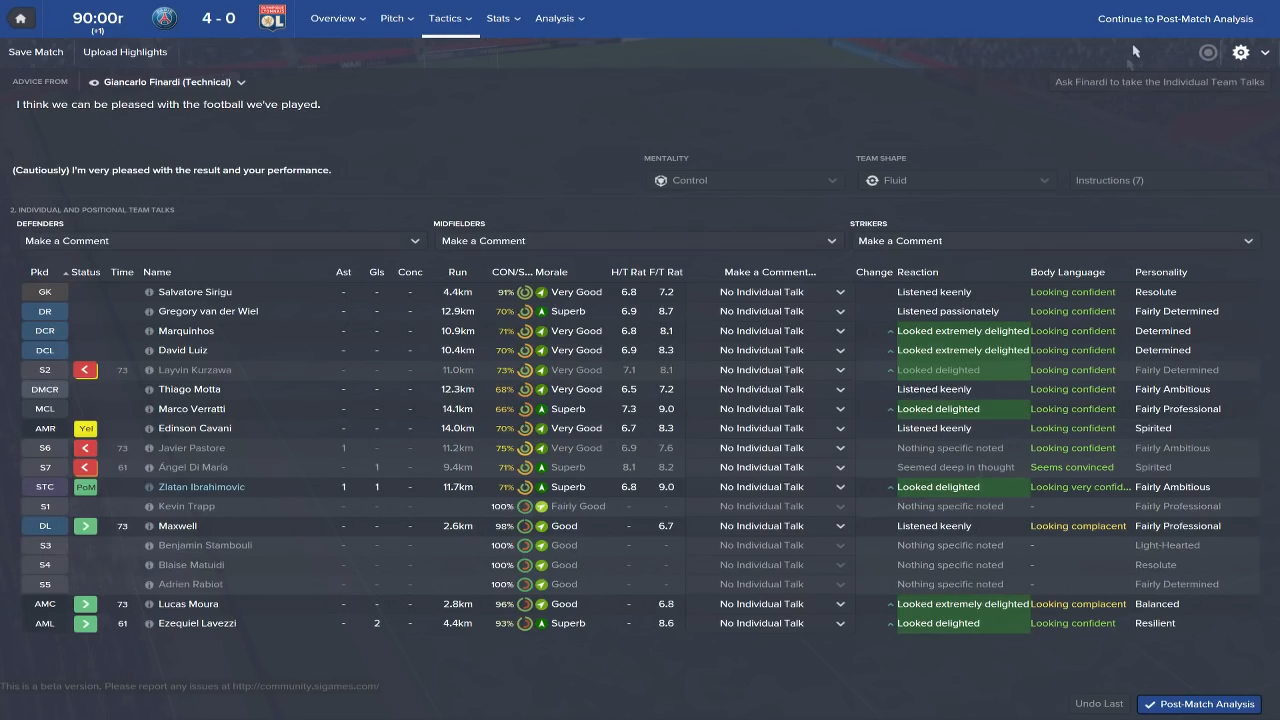 90:00r (+1) 4 - 0 OLYMPIQUE LYONNAIS OL Overview Pitch Tactics Stats Analysis Continue to Post-Match Analysis
Save Match Upload Highlights
ADVICE FROM Giancarlo Finardi (Technical) Ask Finardi to take the Individual Team Talks
I think we can be pleased with the football we've played.
MENTALITY TEAM SHAPE
(Cautiously) I'm very pleased with the result and your performance.
Control Fluid Instructions (7)
2. INDIVIDUAL AND POSITIONAL TEAM TALKS
DEFENDERS MIDFIELDERS STRIKERS
Make a Comment Make a Comment Make a Comment
Pkd Status Time Name Ast Gls Conc Run CON/S... Morale H/T Rat F/T Rat Make a Comment... Change Reaction Body Language Personality
GK Salvatore Sirigu - - - 4.4km 91% Very Good 6.8 7.2 No Individual Talk Listened keenly Looking confident Resolute
DR Gregory van der Wiel - - - 12.9km 70% Superb 6.9 8.7 No Individual Talk Listened passionately Looking confident Fairly Determined
DCR Marquinhos - - - 10.9km 71% Very Good 6.8 8.1 No Individual Talk Looked extremely delighted Looking confident Determined
DCL David Luiz - - - 10.4km 70% Very Good 6.9 8.3 No Individual Talk Looked extremely delighted Looking confident Determined
S2 73 Layvin Kurzawa - - - 11.0km 73% Very Good 7.1 8.1 No Individual Talk Looked delighted Looking confident Fairly Determined
DMCR Thiago Motta - - - 12.3km 68% Very Good 6.5 7.2 No Individual Talk Listened keenly Looking confident Fairly Ambitious
MCL Marco Verratti - - - 14.1km 66% Superb 7.3 9.0 No Individual Talk Looked delighted Looking confident Fairly Professional
AMR Yel Edinson Cavani - - - 14.0km 70% Very Good 6.7 8.3 No Individual Talk Listened keenly Looking confident Spirited
S6 73 Javier Pastore 1 - - 11.2km 75% Very Good 6.9 7.6 No Individual Talk Nothing specific noted Looking confident Fairly Ambitious
S7 61 Ángel Di María - 1 - 9.4km 71% Superb 8.1 8.2 No Individual Talk Seemed deep in thought Seems convinced Spirited
STC PoM Zlatan Ibrahimovic 1 1 - 11.7km 71% Superb 6.8 9.0 No Individual Talk Looked delighted Looking very confid... Fairly Ambitious
S1 Kevin Trapp - - - 100% Fairly Good - - No Individual Talk Nothing specific noted - Fairly Professional
DL 73 Maxwell - - - 2.6km 98% Good - 6.7 No Individual Talk Listened keenly Looking complacent Fairly Professional
S3 Benjamin Stambouli - - - 100% Good - - No Individual Talk Nothing specific noted - Light-Hearted
S4 Blaise Matuidi - - - 100% Good - - No Individual Talk Nothing specific noted - Resolute
S5 Adrien Rabiot - - - 100% Good - - No Individual Talk Nothing specific noted - Fairly Determined
AMC 73 Lucas Moura - - - 2.8km 96% Good - 6.8 No Individual Talk Looked extremely delighted Looking complacent Balanced
AML 61 Ezequiel Lavezzi - 2 - 4.4km 93% Superb - 8.6 No Individual Talk Looked delighted Looking confident Resilient
This is a beta version. Please report any issues at http://community.sigames.com/
Undo Last Post-Match Analysis